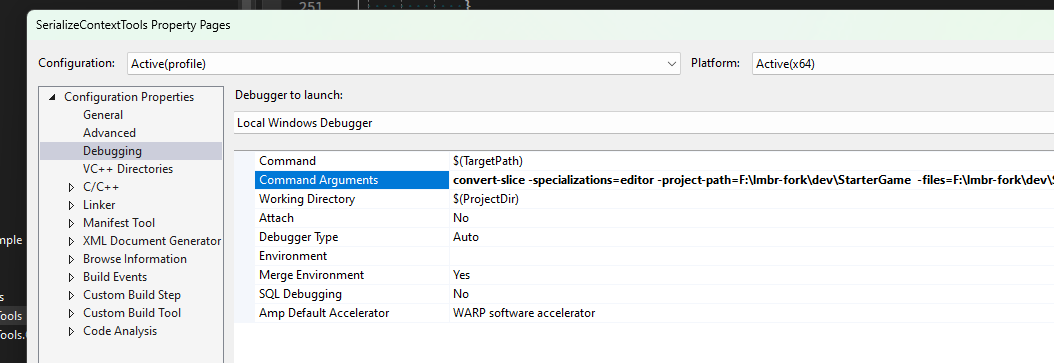 251
SerializeContextTools Property Pages
Configuration: Active(profile) Platform: Active(x64)
Configuration Properties
General
Advanced
Debugging
VC++ Directories
C/C++
Linker
Manifest Tool
XML Document Generator
Browse Information
Build Events
Custom Build Step
Custom Build Tool
Code Analysis
Debugger to launch:
Local Windows Debugger
Command $(TargetPath)
Command Arguments convert-slice -specializations=editor -project-path=F:\lmbr-fork\dev\StarterGame -files=F:\lmbr-fork\dev\S
Working Directory $(ProjectDir)
Attach No
Debugger Type Auto
Environment
Merge Environment Yes
SQL Debugging No
Amp Default Accelerator WARP software accelerator
mple
s
Tools
Tools.